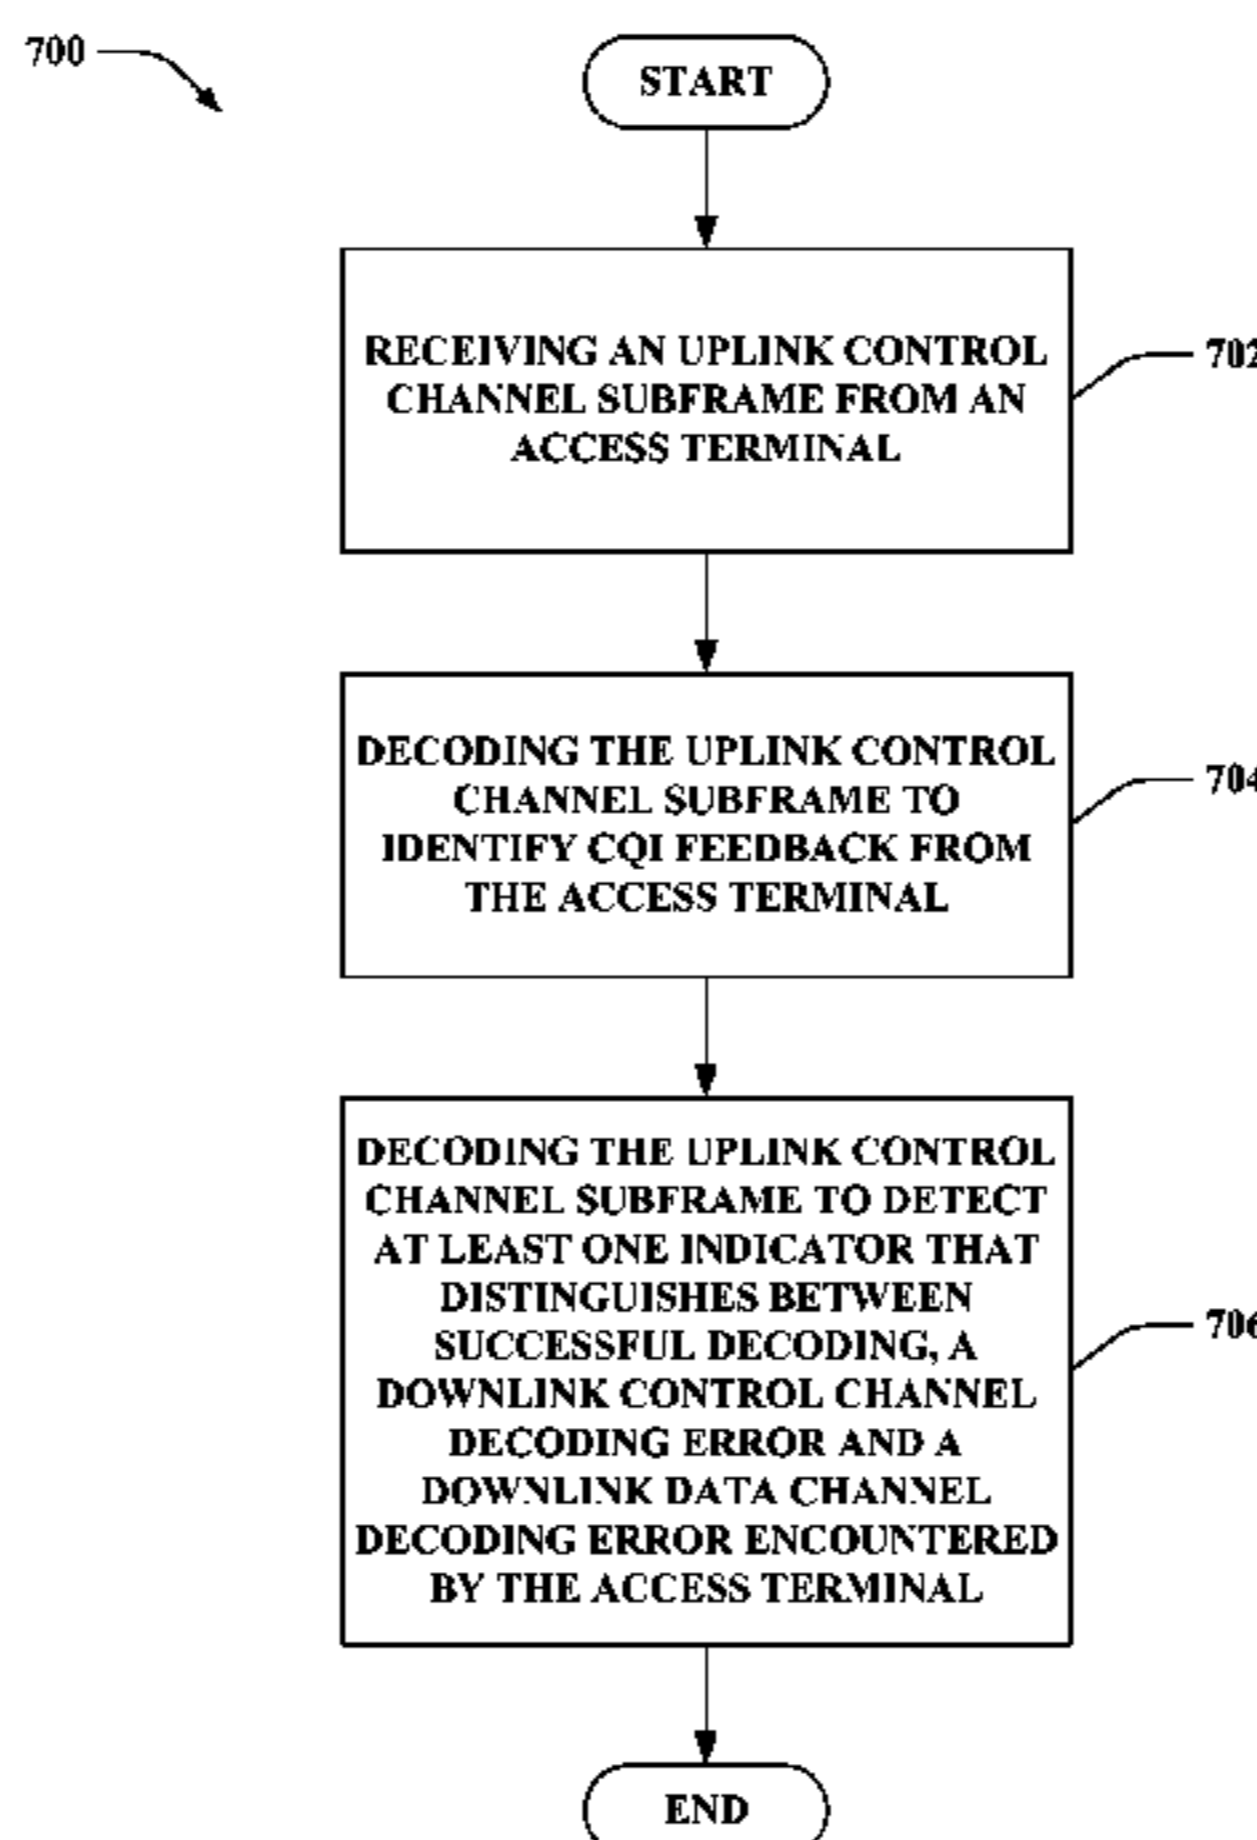 700
START
RECEIVING AN UPLINK CONTROL
CHANNEL SUBFRAME FROM AN
ACCESS TERMINAL
702
DECODING THE UPLINK CONTROL
CHANNEL SUBFRAME TO
IDENTIFY CQI FEEDBACK FROM
THE ACCESS TERMINAL
704
DECODING THE UPLINK CONTROL
CHANNEL SUBFRAME TO DETECT
AT LEAST ONE INDICATOR THAT
DISTINGUISHES BETWEEN
SUCCESSFUL DECODING, A
DOWNLINK CONTROL CHANNEL
DECODING ERROR AND A
DOWNLINK DATA CHANNEL
DECODING ERROR ENCOUNTERED
BY THE ACCESS TERMINAL
706
END